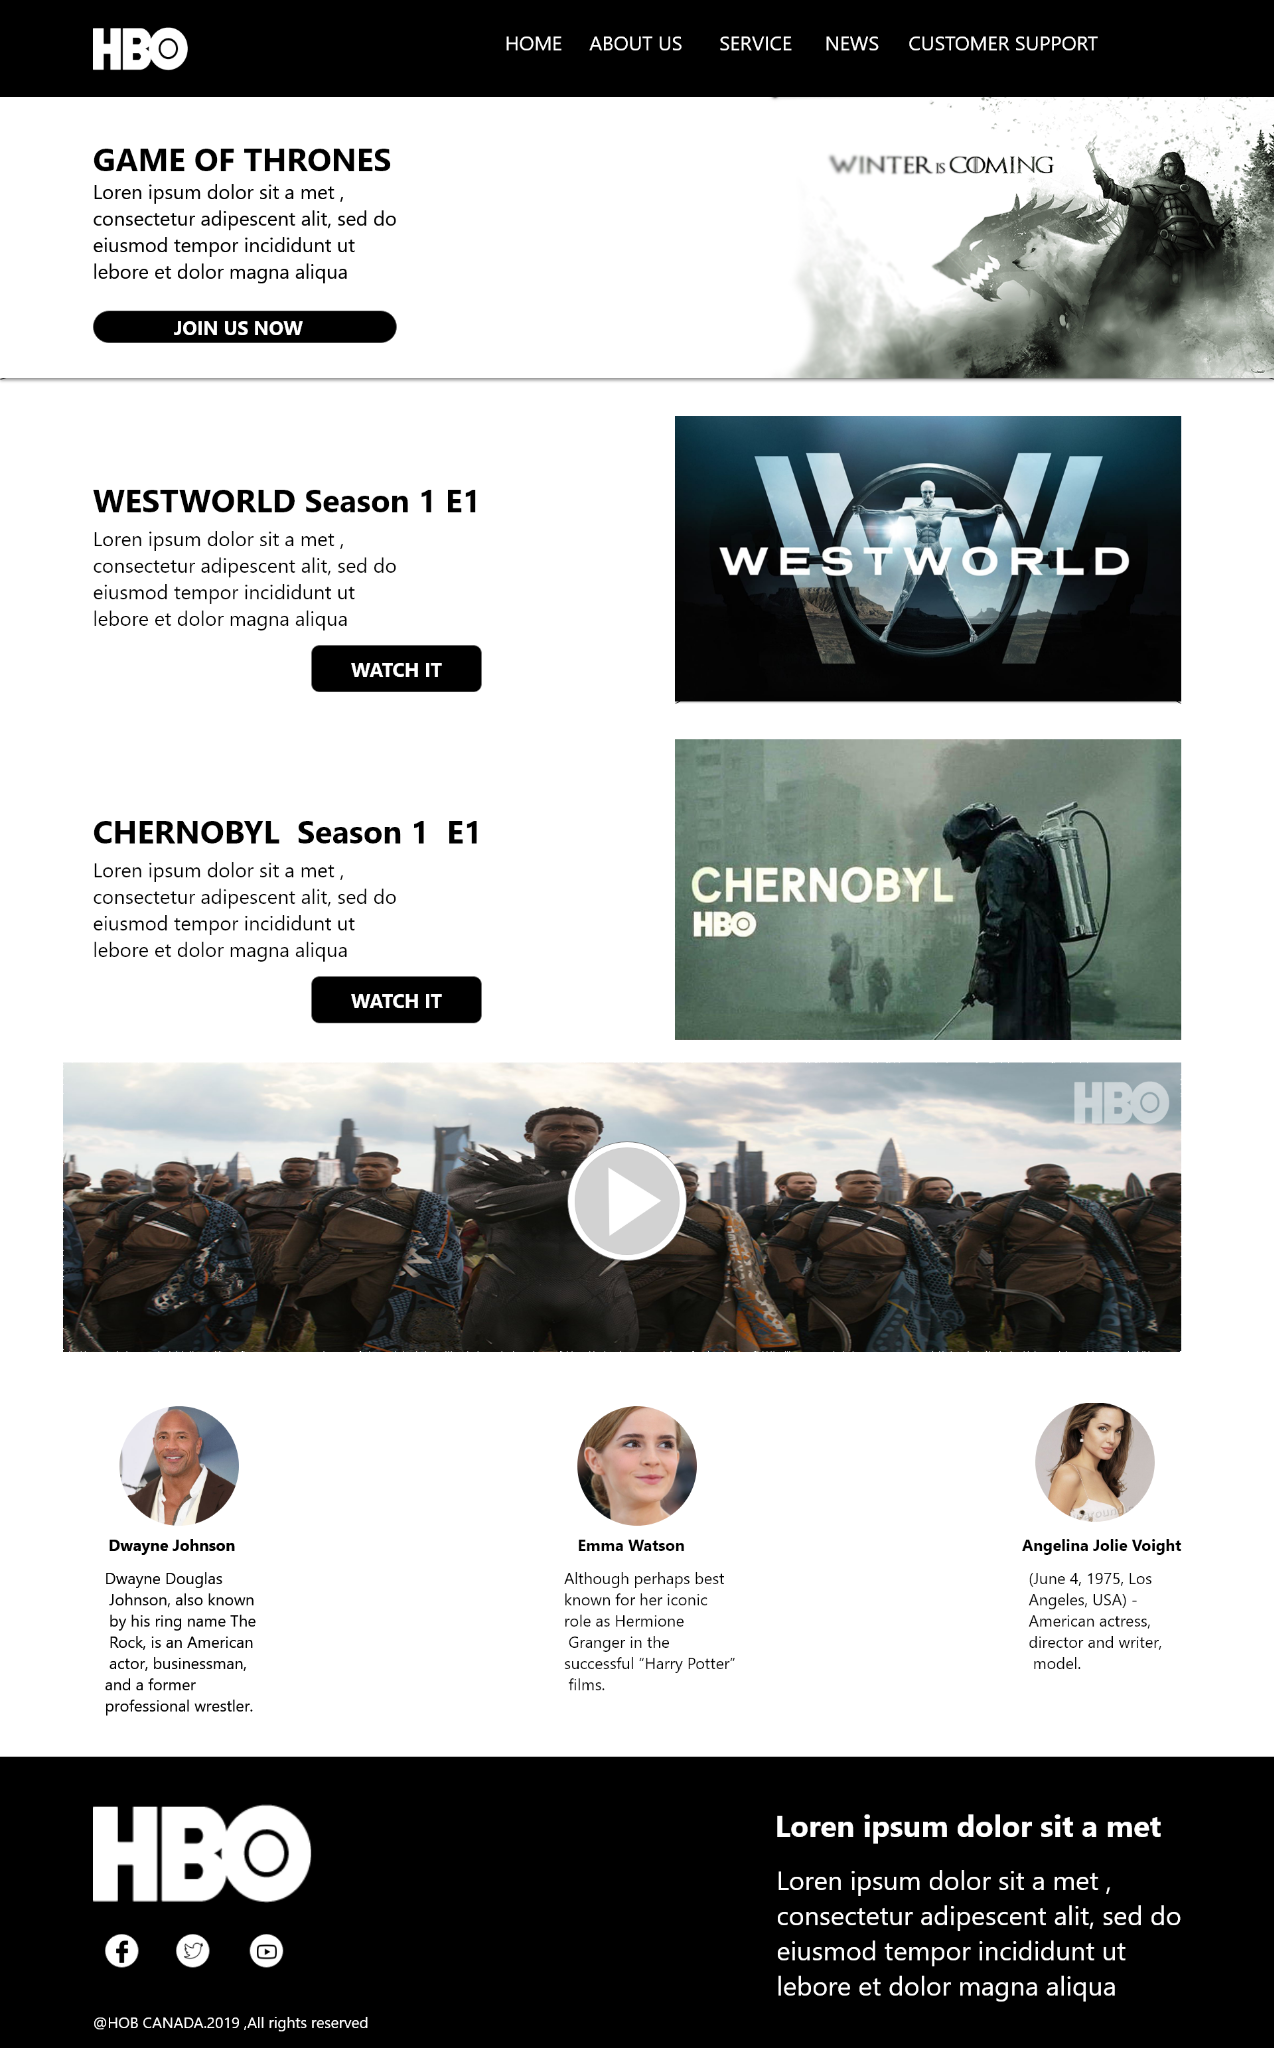 HBO
HOME ABOUT US SERVICE NEWS CUSTOMER SUPPORT
GAME OF THRONES
Loren ipsum dolor sit a met ,
consectetur adipescent alit, sed do
eiusmod tempor incididunt ut
lebore et dolor magna aliqua
JOIN US NOW
WINTER IS COMING
WESTWORLD Season 1 E1
Loren ipsum dolor sit a met ,
consectetur adipescent alit, sed do
eiusmod tempor incididunt ut
lebore et dolor magna aliqua
WATCH IT
WESTWORLD
CHERNOBYL  Season 1  E1
Loren ipsum dolor sit a met ,
consectetur adipescent alit, sed do
eiusmod tempor incididunt ut
lebore et dolor magna aliqua
WATCH IT
CHERNOBYL
HBO
HBO
Dwayne Johnson
Dwayne Douglas
Johnson, also known
by his ring name The
Rock, is an American
actor, businessman,
and a former
professional wrestler.
Emma Watson
Although perhaps best
known for her iconic
role as Hermione
Granger in the
successful “Harry Potter”
films.
Angelina Jolie Voight
(June 4, 1975, Los
Angeles, USA) -
American actress,
director and writer,
model.
HBO
@HOB CANADA.2019 ,All rights reserved
Loren ipsum dolor sit a met
Loren ipsum dolor sit a met ,
consectetur adipescent alit, sed do
eiusmod tempor incididunt ut
lebore et dolor magna aliqua